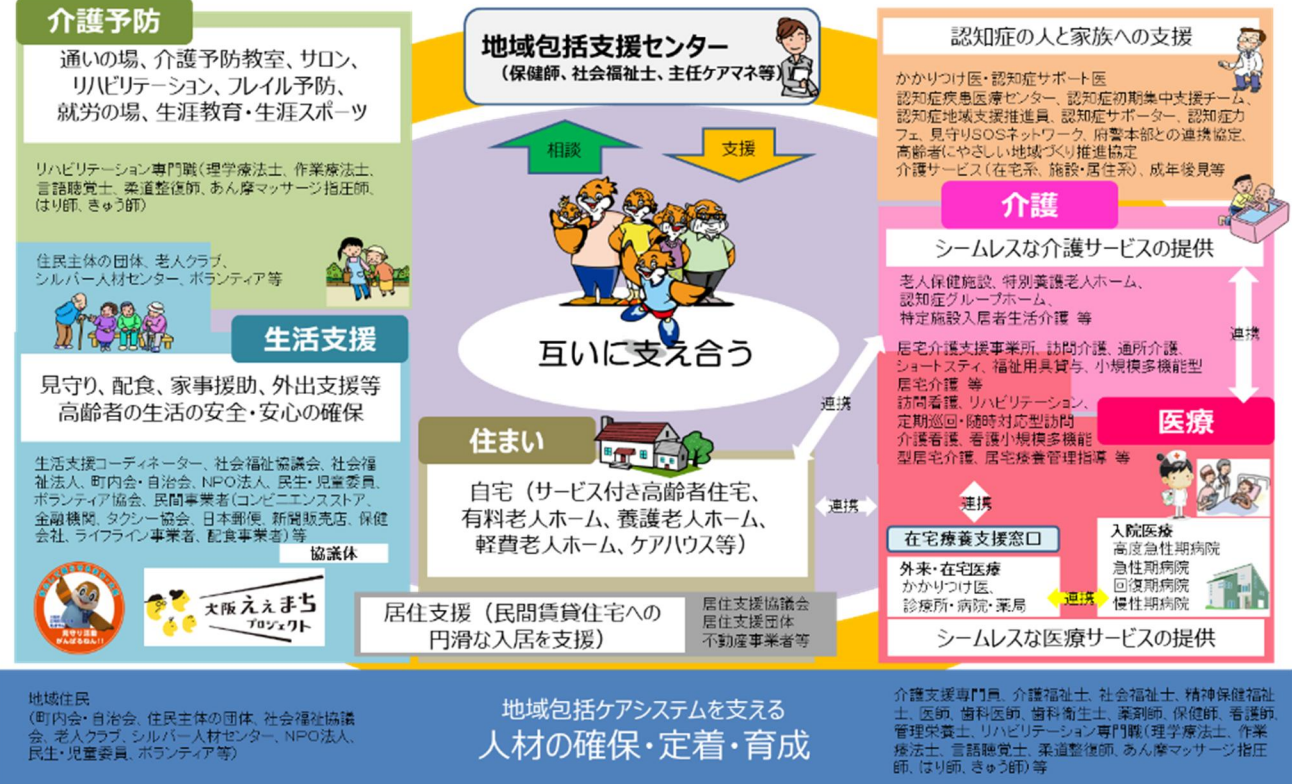 介護予防
通いの場、介護予防教室、サロン、
リハビリテーション、フレイル予防、
就労の場、生涯教育・生涯スポーツ
リハビリテーション専門職(理学療法士、作業療法士、
言語聴覚士、柔道整復師、あん摩マッサージ指圧師、
はり師、きゅう師)
住民主体の団体、老人クラブ、
シルバー人材センター、ボランティア等
生活支援
見守り、配食、家事援助、外出支援等
高齢者の生活の安全・安心の確保
生活支援コーディネーター、社会福祉協議会、社会福
祉法人、町内会・自治会、NPO法人、民生・児童委員、
ボランティア協会、民間事業者(コンビニエンスストア、
金融機関、タクシー協会、日本郵便、新聞販売店、保健
会社、ライフライン事業者、配食事業者)等
協議体
見守り活動
がんばるねん!!
大阪ええまち
プロジェクト
地域包括支援センター
(保健師、社会福祉士、主任ケアマネ等)
相談
支援
互いに支え合う
連携
住まい
自宅(サービス付き高齢者住宅、
有料老人ホーム、養護老人ホーム、
軽費老人ホーム、ケアハウス等)
連携
居住支援(民間賃貸住宅への
円滑な入居を支援)
居住支援協議会
居住支援団体
不動産事業者等
認知症の人と家族への支援
かかりつけ医・認知症サポート医
認知症疾患医療センター、認知症初期集中支援チーム、
認知症地域支援推進員、認知症サポーター、認知症カ
フェ、見守りSOSネットワーク、府警本部との連携協定、
高齢者にやさしい地域づくり推進協定
介護サービス(在宅系、施設・居住系)、成年後見等
介護
シームレスな介護サービスの提供
老人保健施設、特別養護老人ホーム、
認知症グループホーム、
特定施設入居者生活介護 等
連携
居宅介護支援事業所、訪問介護、通所介護、
ショートステイ、福祉用具貸与、小規模多機能型
居宅介護 等
訪問看護、リハビリテーション、
定期巡回・随時対応型訪問
介護看護、看護小規模多機能
型居宅介護、居宅療養管理指導 等
医療
連携
在宅療養支援窓口
外来・在宅医療
かかりつけ医、
診療所・病院・薬局
連携
入院医療
高度急性期病院
急性期病院
回復期病院
慢性期病院
シームレスな医療サービスの提供
地域住民
(町内会・自治会、住民主体の団体、社会福祉協議
会、老人クラブ、シルバー人材センター、NPO法人、
民生・児童委員、ボランティア等)
地域包括ケアシステムを支える
人材の確保・定着・育成
介護支援専門員、介護福祉士、社会福祉士、精神保健福祉
士、医師、歯科医師、歯科衛生士、薬剤師、保健師、看護師、
管理栄養士、リハビリテーション専門職(理学療法士、作業
療法士、言語聴覚士、柔道整復師、あん摩マッサージ指圧
師、はり師、きゅう師)等